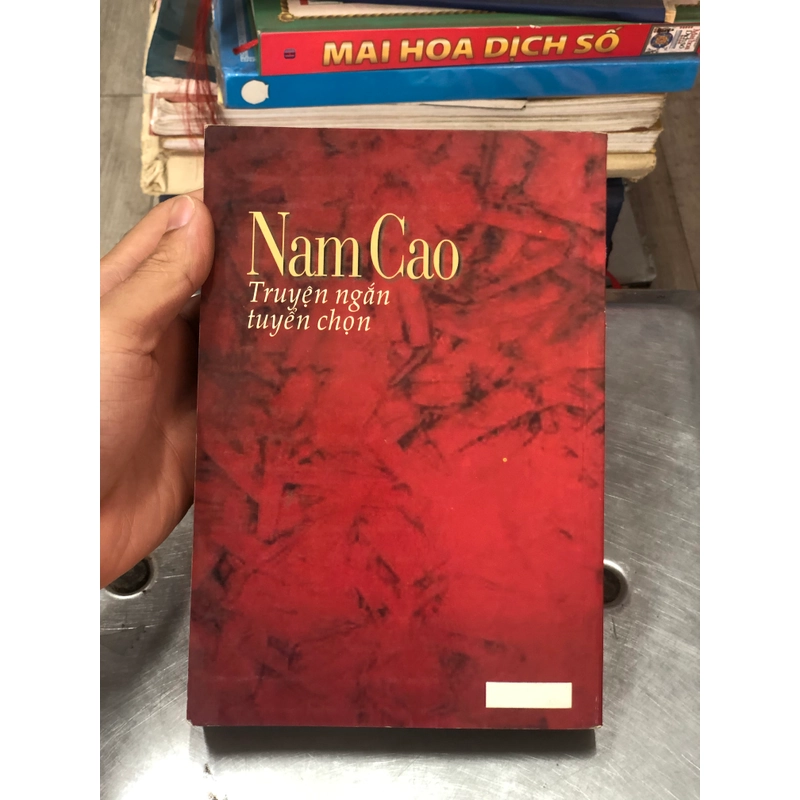 MAI HOA DỊCH SỐ
Nam Cao
Truyện ngắn
tuyển chọn